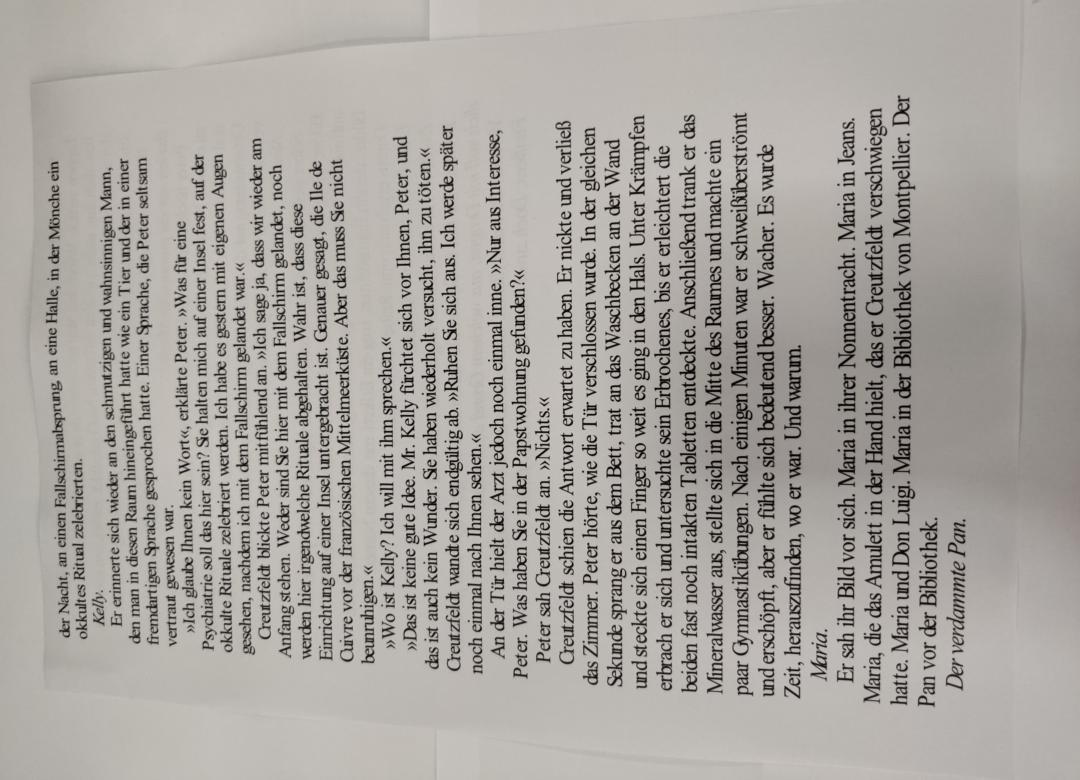 der Nacht, an einen Fallschirmabsprung, an eine Halle, in der Mönche ein
okkultes Ritual zelebrierten.
Kelly.
Er erinnerte sich wieder an den schmutzigen und wahnsinnigen Mann,
den man in diesen Raum hineingeführt hatte wie ein Tier und der in einer
fremdartigen Sprache gesprochen hatte. Einer Sprache, die Peter seltsam
vertraut gewesen war.
»Ich glaube Ihnen kein Wort«, erklärte Peter. »Was für eine
Psychiatrie soll das hier sein? Sie halten mich auf einer Insel fest, auf der
okkulte Rituale zelebriert werden. Ich habe es gestern mit eigenen Augen
gesehen, nachdem ich mit dem Fallschirm gelandet war.«
Creutzfeldt blickte Peter mitfühlend an. »Ich sage ja, dass wir wieder am
Anfang stehen. Weder sind Sie hier mit dem Fallschirm gelandet, noch
werden hier irgendwelche Rituale abgehalten. Wahr ist, dass diese
Einrichtung auf einer Insel untergebracht ist. Genauer gesagt, die Ile de
Cuivre vor der französischen Mittelmeerküste. Aber das muss Sie nicht
beunruhigen.«
»Wo ist Kelly? Ich will mit ihm sprechen.«
»Das ist keine gute Idee. Mr. Kelly fürchtet sich vor Ihnen, Peter, und
das ist auch kein Wunder. Sie haben wiederholt versucht, ihn zu töten.«
Creutzfeldt wandte sich endgültig ab. »Ruhen Sie sich aus. Ich werde später
noch einmal nach Ihnen sehen.«
An der Tür hielt der Arzt jedoch noch einmal inne. »Nur aus Interesse,
Peter. Was haben Sie in der Papstwohnung gefunden?«
Peter sah Creutzfeldt an. »Nichts.«
Creutzfeldt schien die Antwort erwartet zu haben. Er nickte und verließ
das Zimmer. Peter hörte, wie die Tür verschlossen wurde. In der gleichen
Sekunde sprang er aus dem Bett, trat an das Waschbecken an der Wand
und steckte sich einen Finger so weit es ging in den Hals. Unter Krämpfen
erbrach er sich und untersuchte sein Erbrochenes, bis er erleichtert die
beiden fast noch intakten Tabletten entdeckte. Anschließend trank er das
Mineralwasser aus, stellte sich in die Mitte des Raumes und machte ein
paar Gymnastikübungen. Nach einigen Minuten war er schweißüberströmt
und erschöpft, aber er fühlte sich bedeutend besser. Wacher. Es wurde
Zeit, herauszufinden, wo er war. Und warum.
Maria.
Er sah ihr Bild vor sich. Maria in ihrer Nonnentracht. Maria in Jeans.
Maria, die das Amulett in der Hand hielt, das er Creutzfeldt verschwiegen
hatte. Maria und Don Luigi. Maria in der Bibliothek von Montpellier. Der
Pan vor der Bibliothek.
Der verdammte Pan.